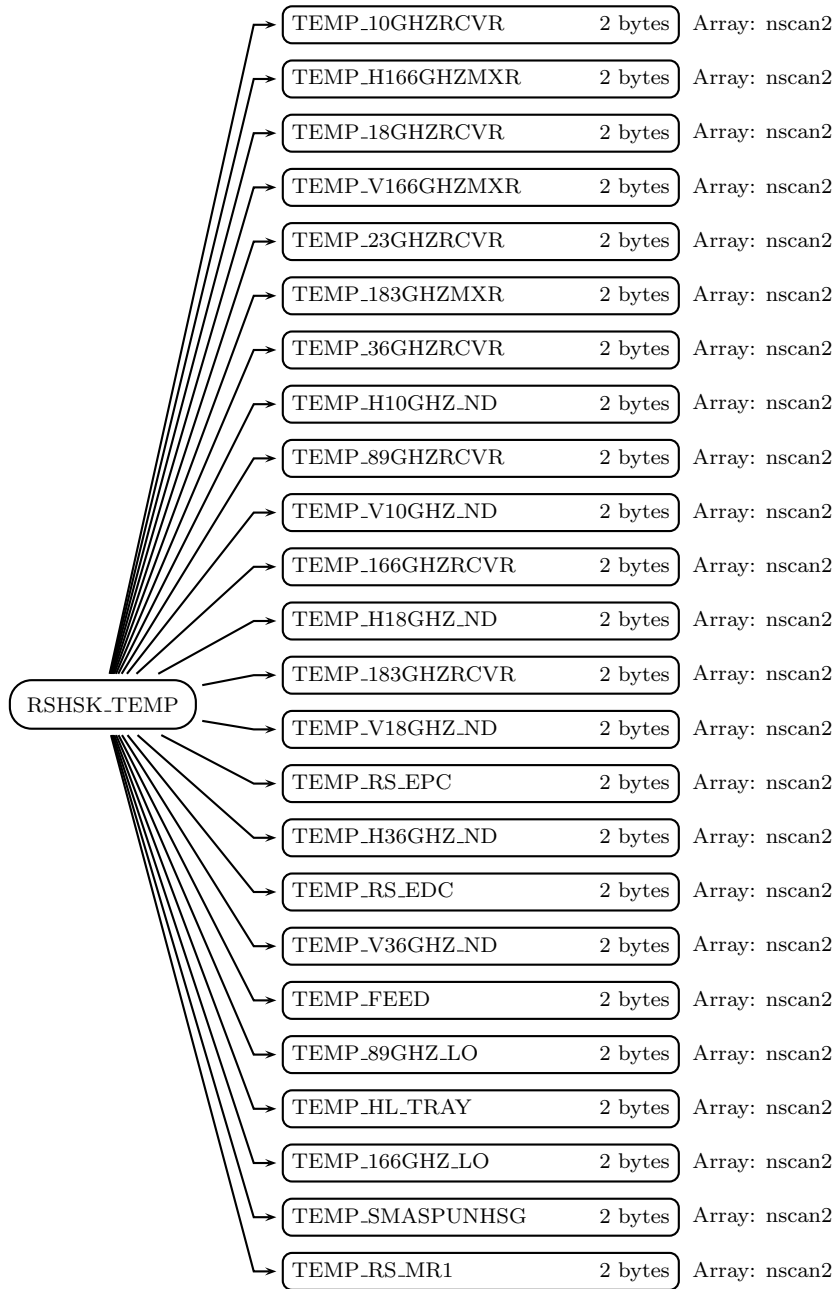 TEMP_10GHZRCVR 2 bytes Array: nscan2
TEMP_H166GHZMXR 2 bytes Array: nscan2
TEMP_18GHZRCVR 2 bytes Array: nscan2
TEMP_V166GHZMXR 2 bytes Array: nscan2
TEMP_23GHZRCVR 2 bytes Array: nscan2
TEMP_183GHZMXR 2 bytes Array: nscan2
TEMP_36GHZRCVR 2 bytes Array: nscan2
TEMP_H10GHZ_ND 2 bytes Array: nscan2
TEMP_89GHZRCVR 2 bytes Array: nscan2
TEMP_V10GHZ_ND 2 bytes Array: nscan2
TEMP_166GHZRCVR 2 bytes Array: nscan2
TEMP_H18GHZ_ND 2 bytes Array: nscan2
TEMP_183GHZRCVR 2 bytes Array: nscan2
RSHSK_TEMP
TEMP_V18GHZ_ND 2 bytes Array: nscan2
TEMP_RS_EPC 2 bytes Array: nscan2
TEMP_H36GHZ_ND 2 bytes Array: nscan2
TEMP_RS_EDC 2 bytes Array: nscan2
TEMP_V36GHZ_ND 2 bytes Array: nscan2
TEMP_FEED 2 bytes Array: nscan2
TEMP_89GHZ_LO 2 bytes Array: nscan2
TEMP_HL_TRAY 2 bytes Array: nscan2
TEMP_166GHZ_LO 2 bytes Array: nscan2
TEMP_SMASPUNHSG 2 bytes Array: nscan2
TEMP_RS_MR1 2 bytes Array: nscan2